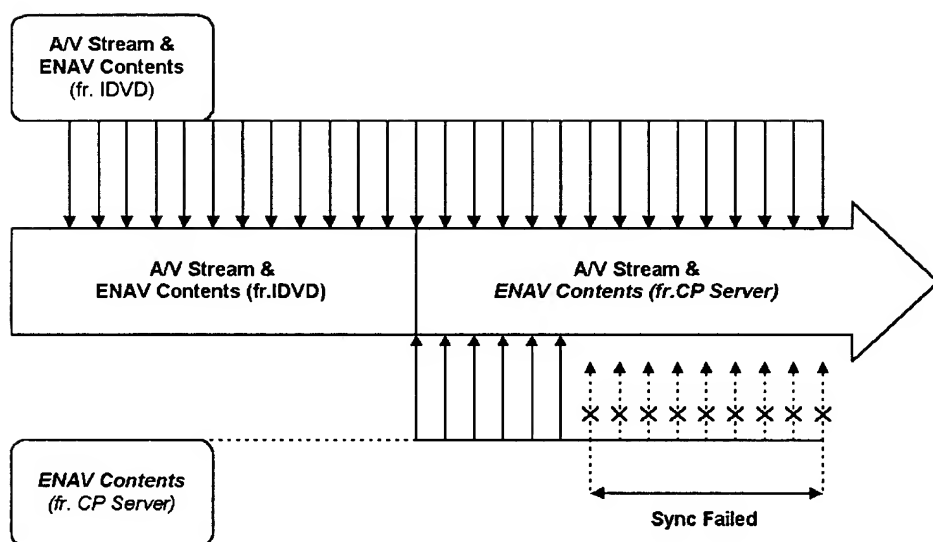 A/V Stream &
ENAV Contents
(fr. IDVD)
A/V Stream &
ENAV Contents (fr.IDVD)
A/V Stream &
ENAV Contents (fr.CP Server)
ENAV Contents
(fr. CP Server)
Sync Failed